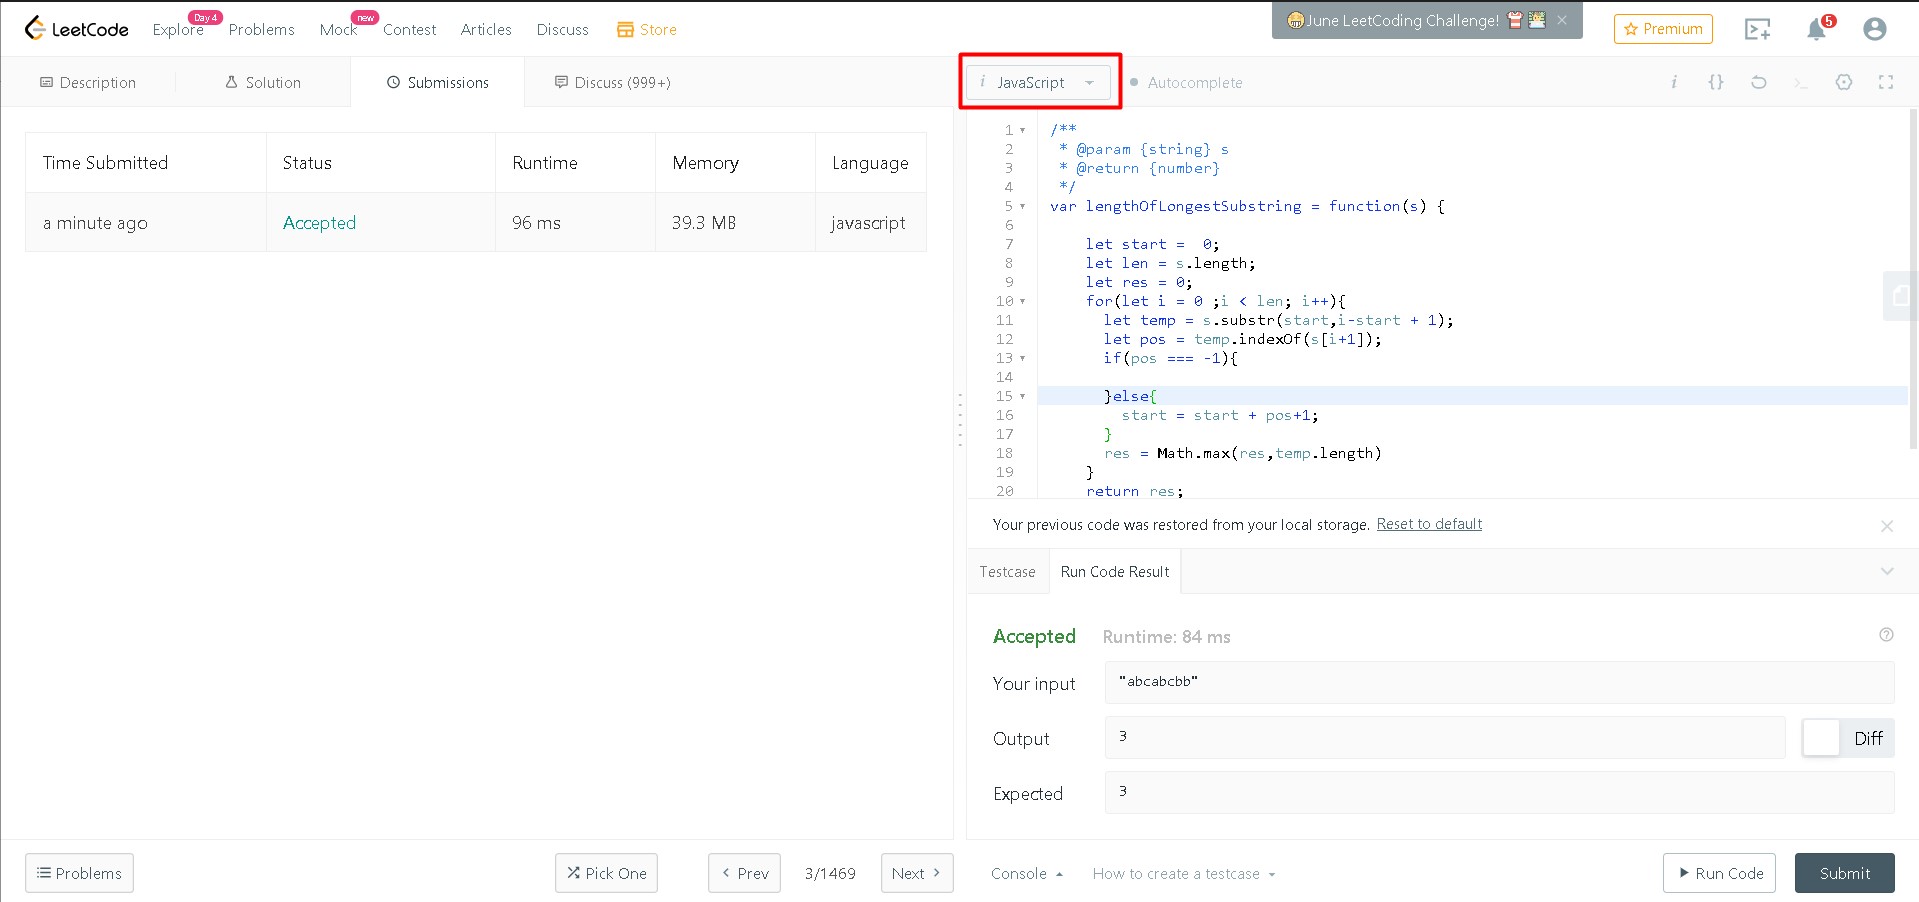 LeetCode Explore Day 4 Problems Mock new Contest Articles Discuss Store
😁June LeetCoding Challenge! × Premium 5
Description Solution Submissions Discuss (999+)
i JavaScript Autocomplete
Time Submitted Status Runtime Memory Language
a minute ago Accepted 96 ms 39.3 MB javascript
1 /**
2  * @param {string} s
3  * @return {number}
4  */
5 var lengthOfLongestSubstring = function(s) {
6
7     let start =  0;
8     let len = s.length;
9     let res = 0;
10     for(let i = 0 ;i < len; i++){
11       let temp = s.substr(start,i-start + 1);
12       let pos = temp.indexOf(s[i+1]);
13       if(pos === -1){
14
15       }else{
16         start = start + pos+1;
17       }
18       res = Math.max(res,temp.length)
19     }
20     return res;
Your previous code was restored from your local storage. Reset to default
Testcase Run Code Result
Accepted Runtime: 84 ms
Your input "abcabcbb"
Output 3 Diff
Expected 3
Problems Pick One Prev 3/1469 Next Console How to create a testcase Run Code Submit